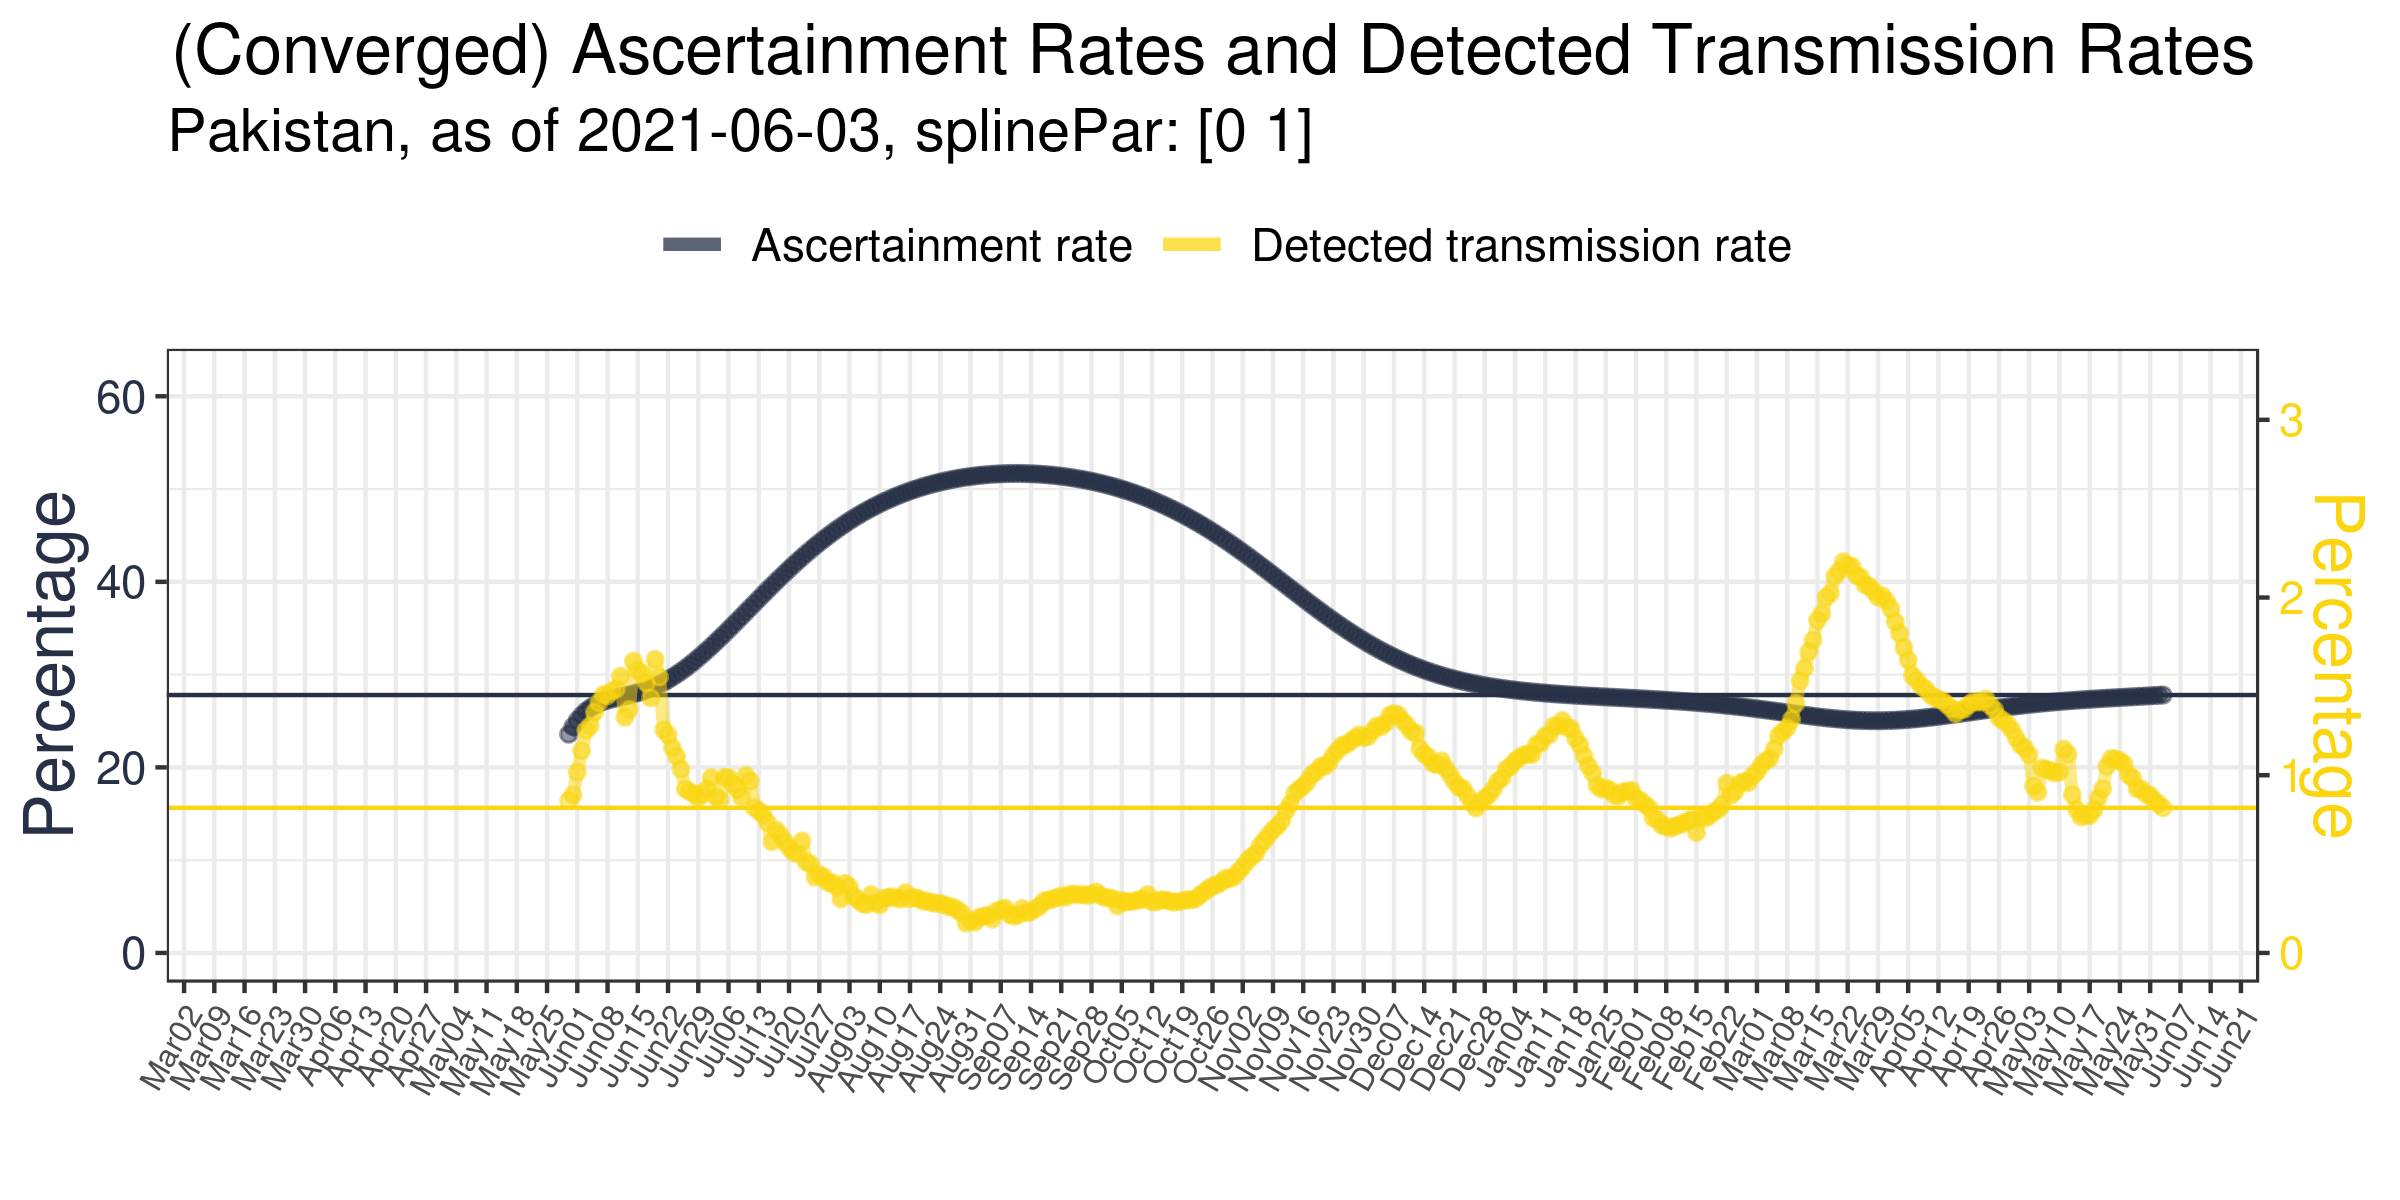 (Converged) Ascertainment Rates and Detected Transmission Rates
Pakistan, as of 2021-06-03, splinePar: [0 1]
Ascertainment rate
Detected transmission rate
Percentage
60
40
20
0
3
2
1
0
Percentage
Mar02
Mar09
Mar16
Mar23
Mar30
Apr06
Apr13
Apr20
Apr27
May04
May11
May18
May25
Jun01
Jun08
Jun15
Jun22
Jun29
Jul06
Jul13
Jul20
Jul27
Aug03
Aug10
Aug17
Aug24
Aug31
Sep07
Sep14
Sep21
Sep28
Oct05
Oct12
Oct19
Oct26
Nov02
Nov09
Nov16
Nov23
Nov30
Dec07
Dec14
Dec21
Dec28
Jan04
Jan11
Jan18
Jan25
Feb01
Feb08
Feb15
Feb22
Mar01
Mar08
Mar15
Mar22
Mar29
Apr05
Apr12
Apr19
Apr26
May03
May10
May17
May24
May31
Jun07
Jun14
Jun21